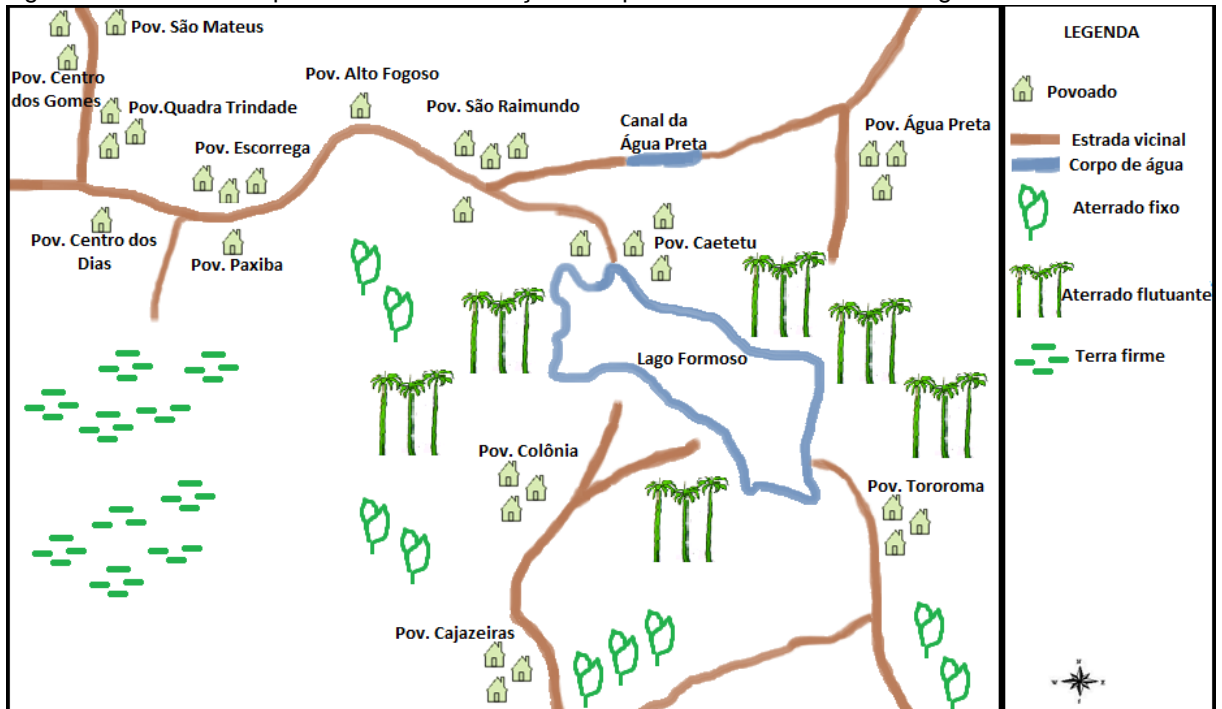 Pov. São Mateus
Pov. Centro
dos Gomes
Pov.Quadra Trindade
Pov. Alto Fogoso
Pov. São Raimundo
Pov. Escorrega
Canal da
Água Preta
Pov. Água Preta
Pov. Centro dos
Dias
Pov. Paxiba
Pov. Caetetu
Lago Formoso
Pov. Colônia
Pov. Tororoma
Pov. Cajazeiras
LEGENDA
Povoado
Estrada vicinal
Corpo de água
Aterrado fixo
Aterrado flutuante
Terra firme